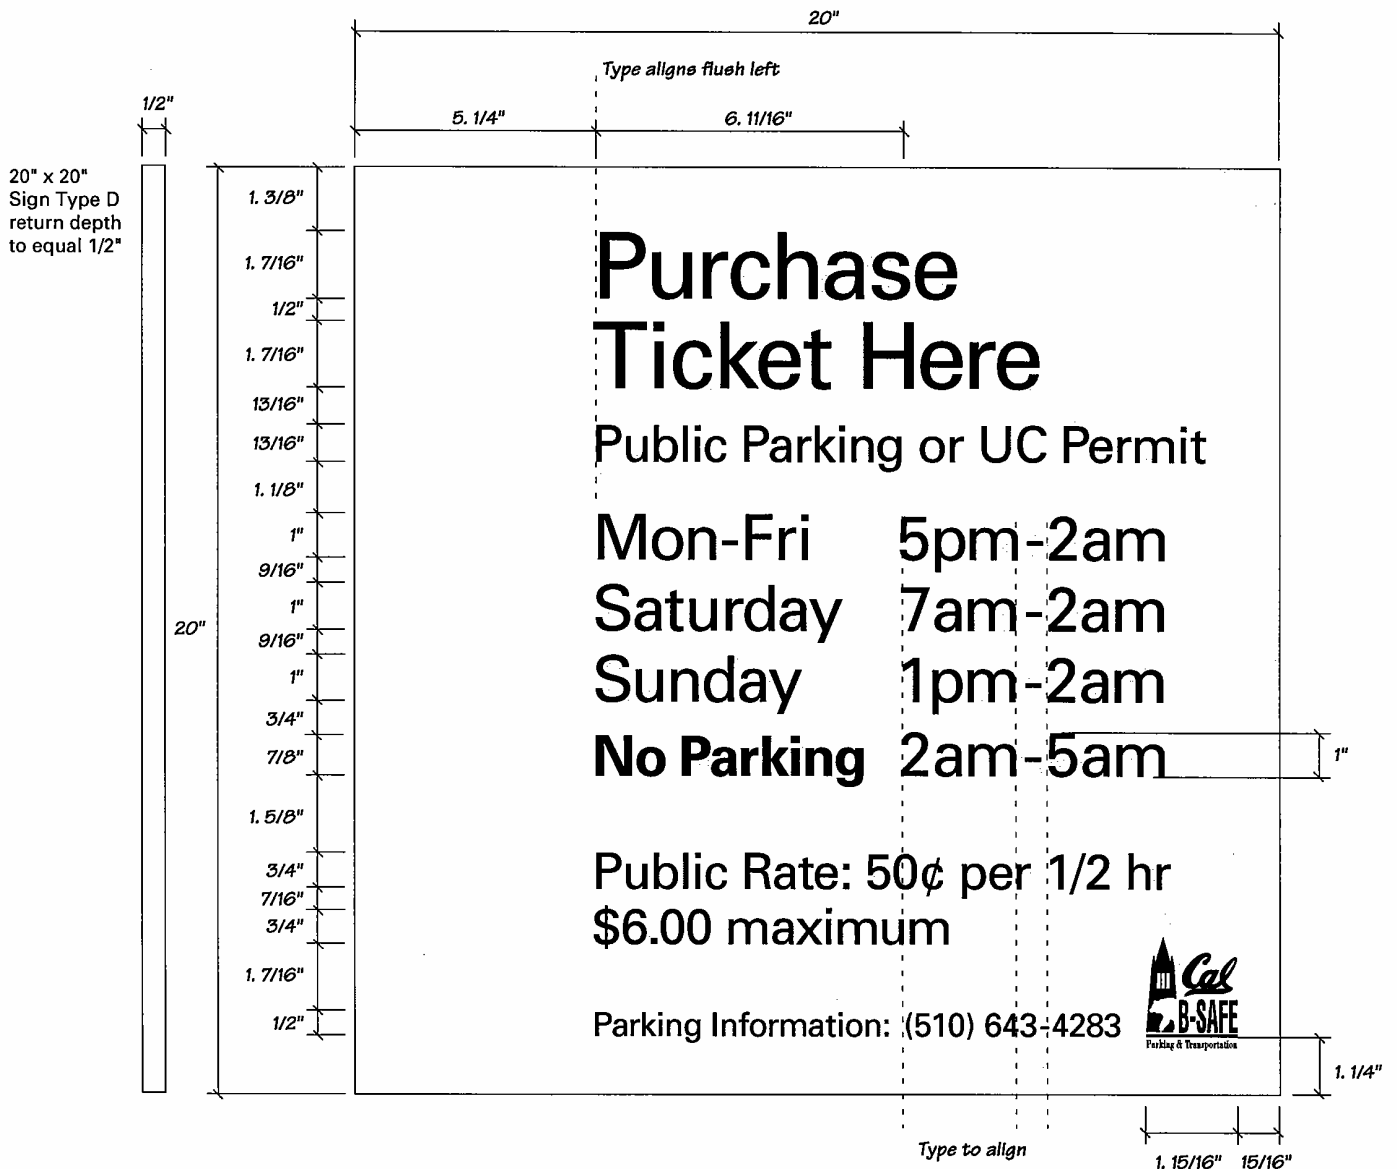 20"
Type aligns flush left
1/2"
5. 1/4"
6. 11/16"
20" x 20"
Sign Type D
return depth
to equal 1/2"
1. 3/8"
1. 7/16"
1/2"
1. 7/16"
13/16"
13/16"
1. 1/8"
1"
9/16"
1"
9/16"
1"
3/4"
7/8"
1. 5/8"
3/4"
7/16"
3/4"
1. 7/16"
1/2"
20"
Purchase
Ticket Here
Public Parking or UC Permit
Mon-Fri 5pm-2am
Saturday 7am-2am
Sunday 1pm-2am
No Parking 2am-5am
1"
Public Rate: 50¢ per 1/2 hr
$6.00 maximum
Parking Information: (510) 643-4283
Cal
B-SAFE
Parking & Transportation
1. 1/4"
Type to align
1. 15/16"
15/16"